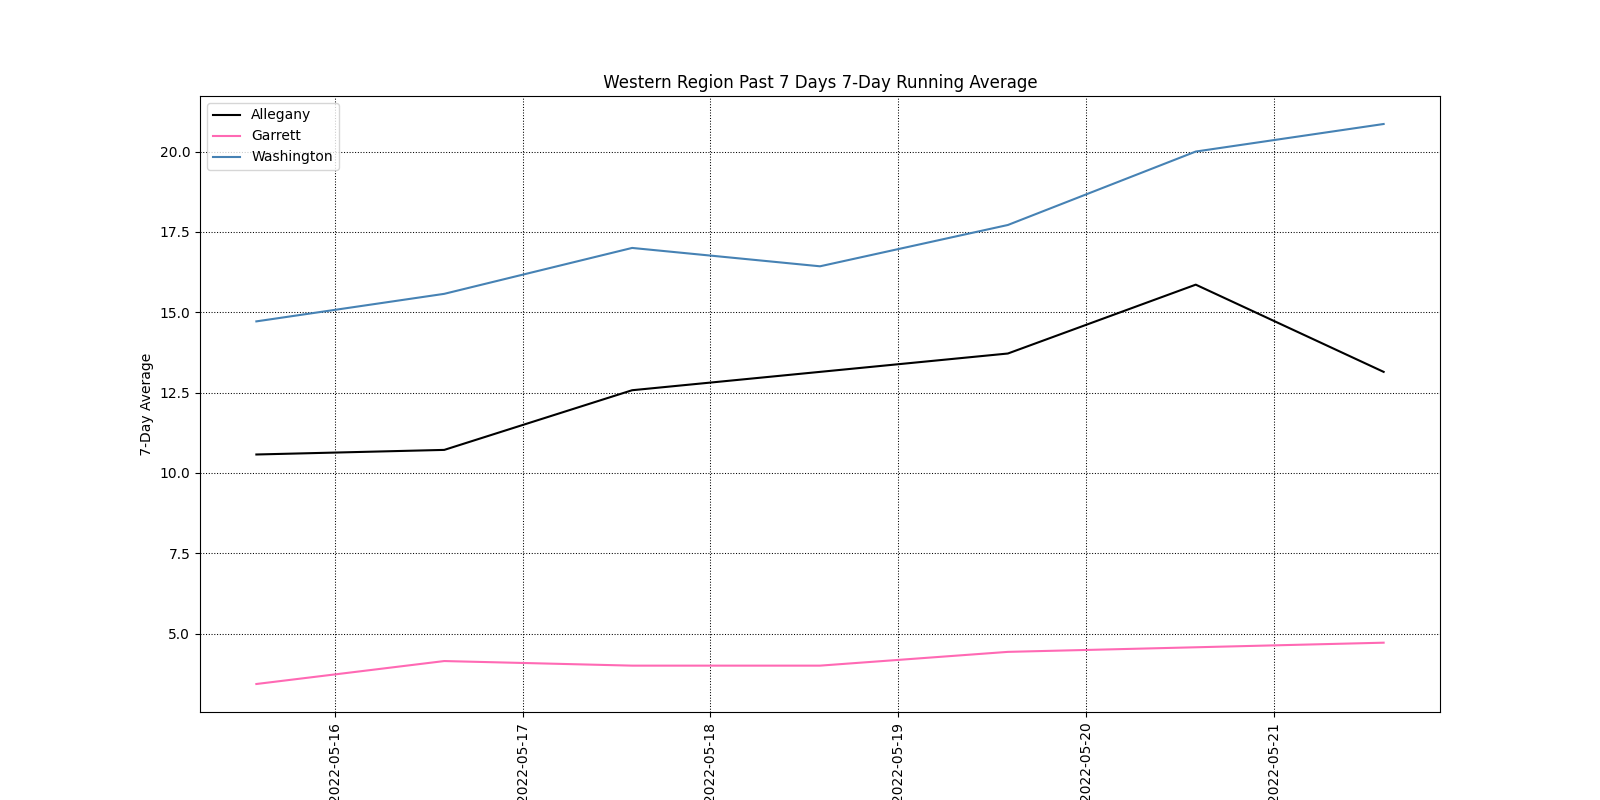 Western Region Past 7 Days 7-Day Running Average
Allegany
Garrett
Washington
20.0
17.5
15.0
12.5
10.0
7.5
5.0
7-Day Average
2022-05-16
2022-05-17
2022-05-18
2022-05-19
2022-05-20
2022-05-21